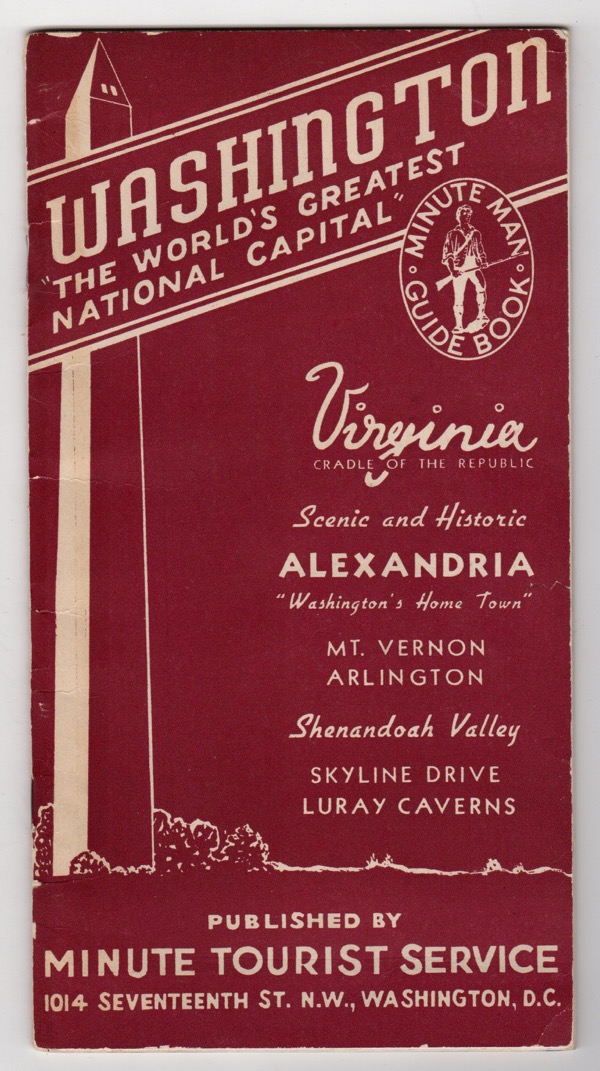 WASHINGTON
"THE WORLD'S GREATEST
NATIONAL CAPITAL"
MINUTE MAN
GUIDE BOOK
Virginia
CRADLE OF THE REPUBLIC
Scenic and Historic
ALEXANDRIA
"Washington's Home Town"
MT. VERNON
ARLINGTON
Shenandoah Valley
SKYLINE DRIVE
LURAY CAVERNS
PUBLISHED BY
MINUTE TOURIST SERVICE
1014 SEVENTEENTH ST. N.W., WASHINGTON, D.C.